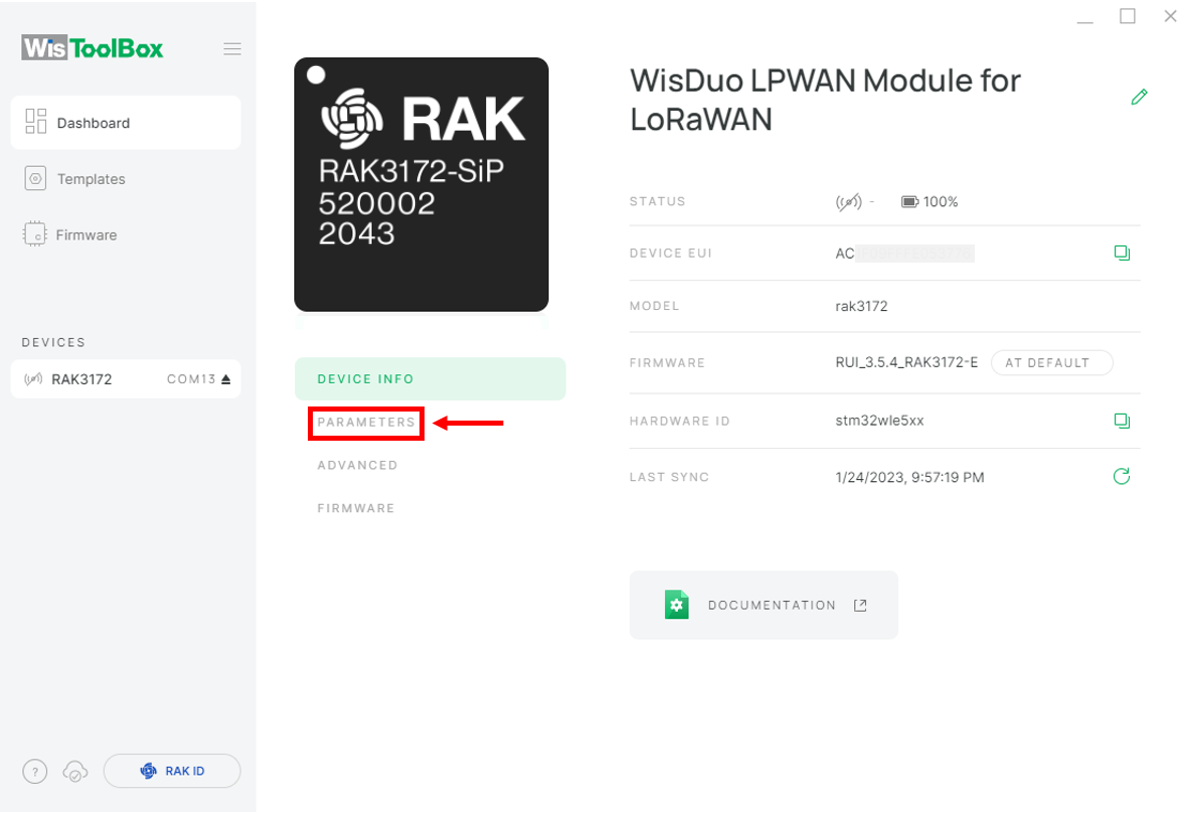 WisToolBox
Dashboard
Templates
Firmware
DEVICES
RAK3172 COM13
? RAK ID
RAK
RAK3172-SiP
520002
2043
DEVICE INFO
PARAMETERS
ADVANCED
FIRMWARE
WisDuo LPWAN Module for
LoRaWAN
STATUS - 100%
DEVICE EUI AC
MODEL rak3172
FIRMWARE RUI_3.5.4_RAK3172-E AT DEFAULT
HARDWARE ID stm32wle5xx
LAST SYNC 1/24/2023, 9:57:19 PM
DOCUMENTATION